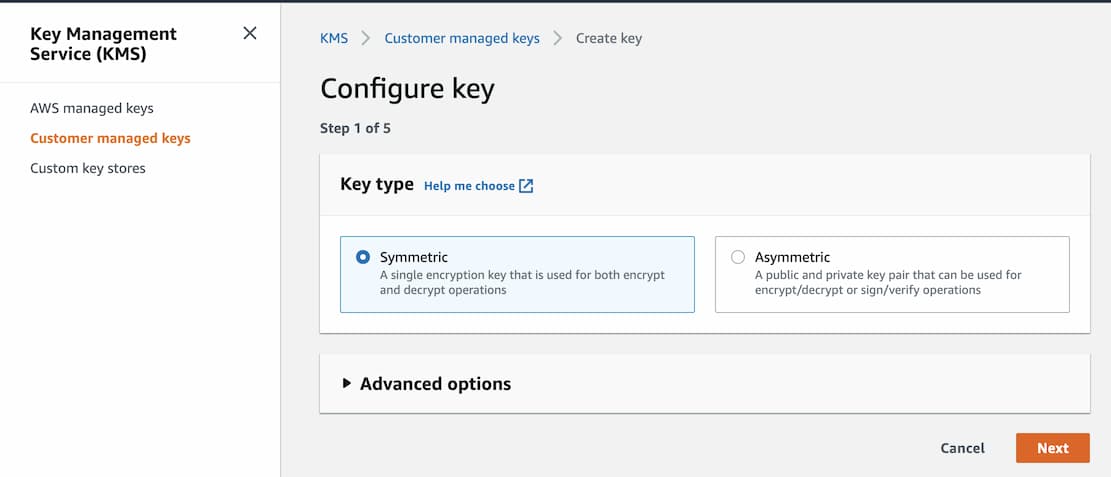 Key Management
Service (KMS)
AWS managed keys
Customer managed keys
Custom key stores
KMS > Customer managed keys > Create key
Configure key
Step 1 of 5
Key type Help me choose
Symmetric
A single encryption key that is used for both encrypt
and decrypt operations
Asymmetric
A public and private key pair that can be used for
encrypt/decrypt or sign/verify operations
Advanced options
Cancel Next